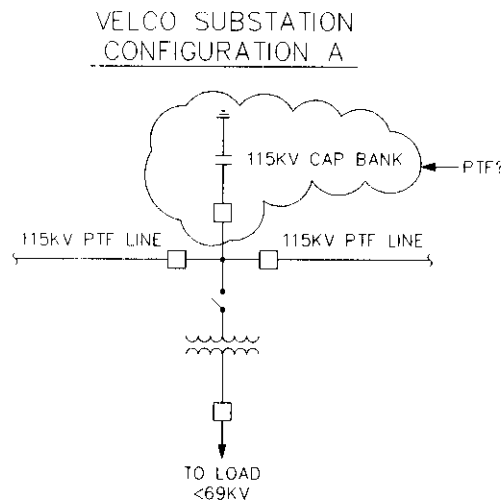 VELCO SUBSTATION
CONFIGURATION A
115KV CAP BANK
PTF?
115KV PTF LINE
115KV PTF LINE
TO LOAD
<69KV